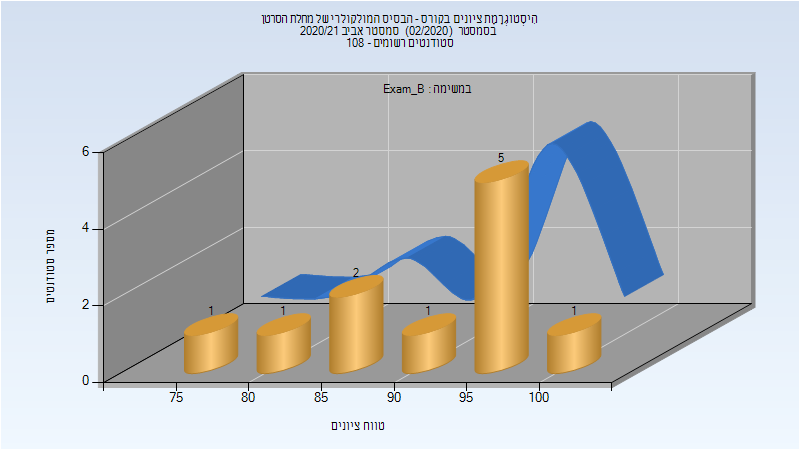 הִיסְטוֹגְרָמַת ציונים בקורס - הבסיס המולקולרי של מחלת הסרטן
בסמסטר (02/2020) סמסטר אביב 2020/21
סטודנטים רשומים - 108
במשימה : Exam_B
מספר סטודנטים
6
4
2
0
1
1
2
1
5
1
75
80
85
90
95
100
טווח ציונים